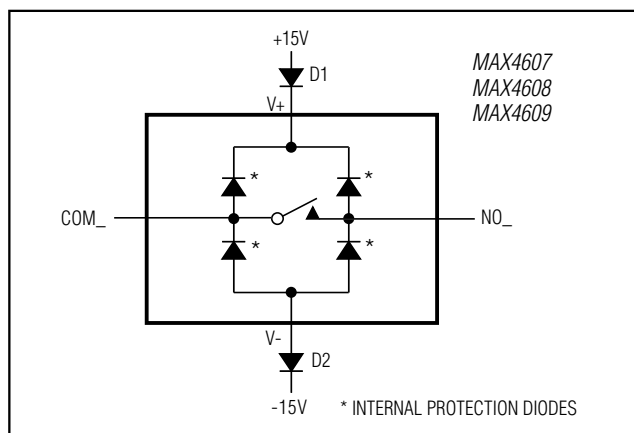 +15V
D1
MAX4607
MAX4608
MAX4609
V+
*
*
COM_
NO_
*
*
V-
D2
-15V
* INTERNAL PROTECTION DIODES